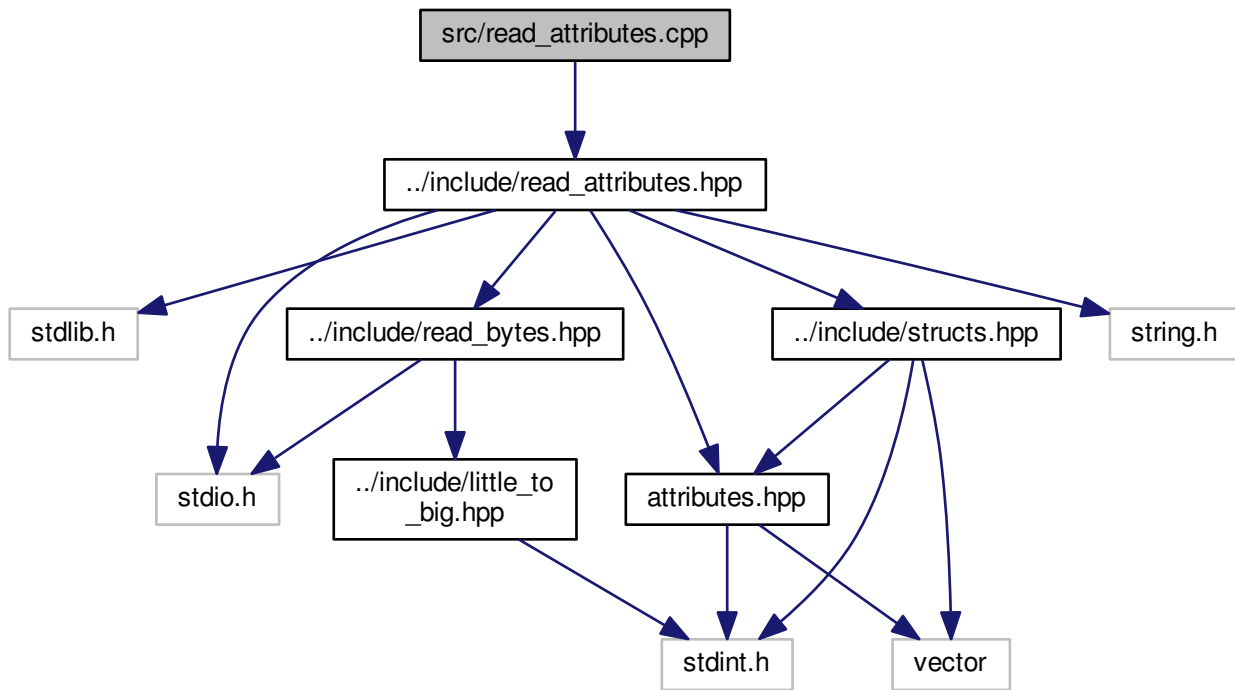 src/read_attributes.cpp
../include/read_attributes.hpp
stdlib.h
../include/read_bytes.hpp
../include/structs.hpp
string.h
stdio.h
../include/little_to
_big.hpp
attributes.hpp
stdint.h
vector